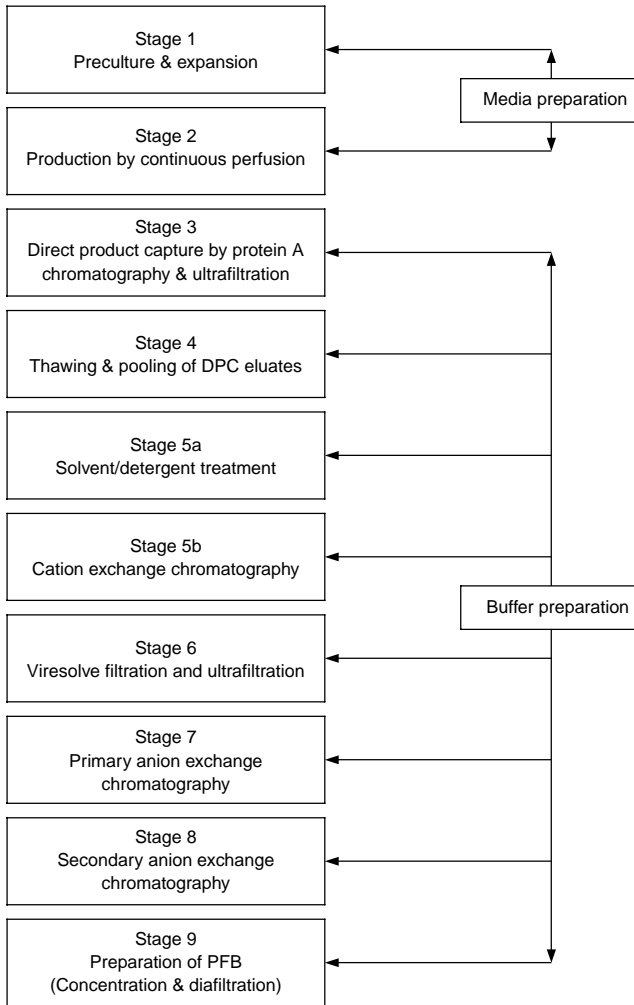 Stage 1
Preculture & expansion
Media preparation
Stage 2
Production by continuous perfusion
Stage 3
Direct product capture by protein A
chromatography & ultrafiltration
Stage 4
Thawing & pooling of DPC eluates
Stage 5a
Solvent/detergent treatment
Stage 5b
Cation exchange chromatography
Buffer preparation
Stage 6
Viresolve filtration and ultrafiltration
Stage 7
Primary anion exchange
chromatography
Stage 8
Secondary anion exchange
chromatography
Stage 9
Preparation of PFB
(Concentration & diafiltration)